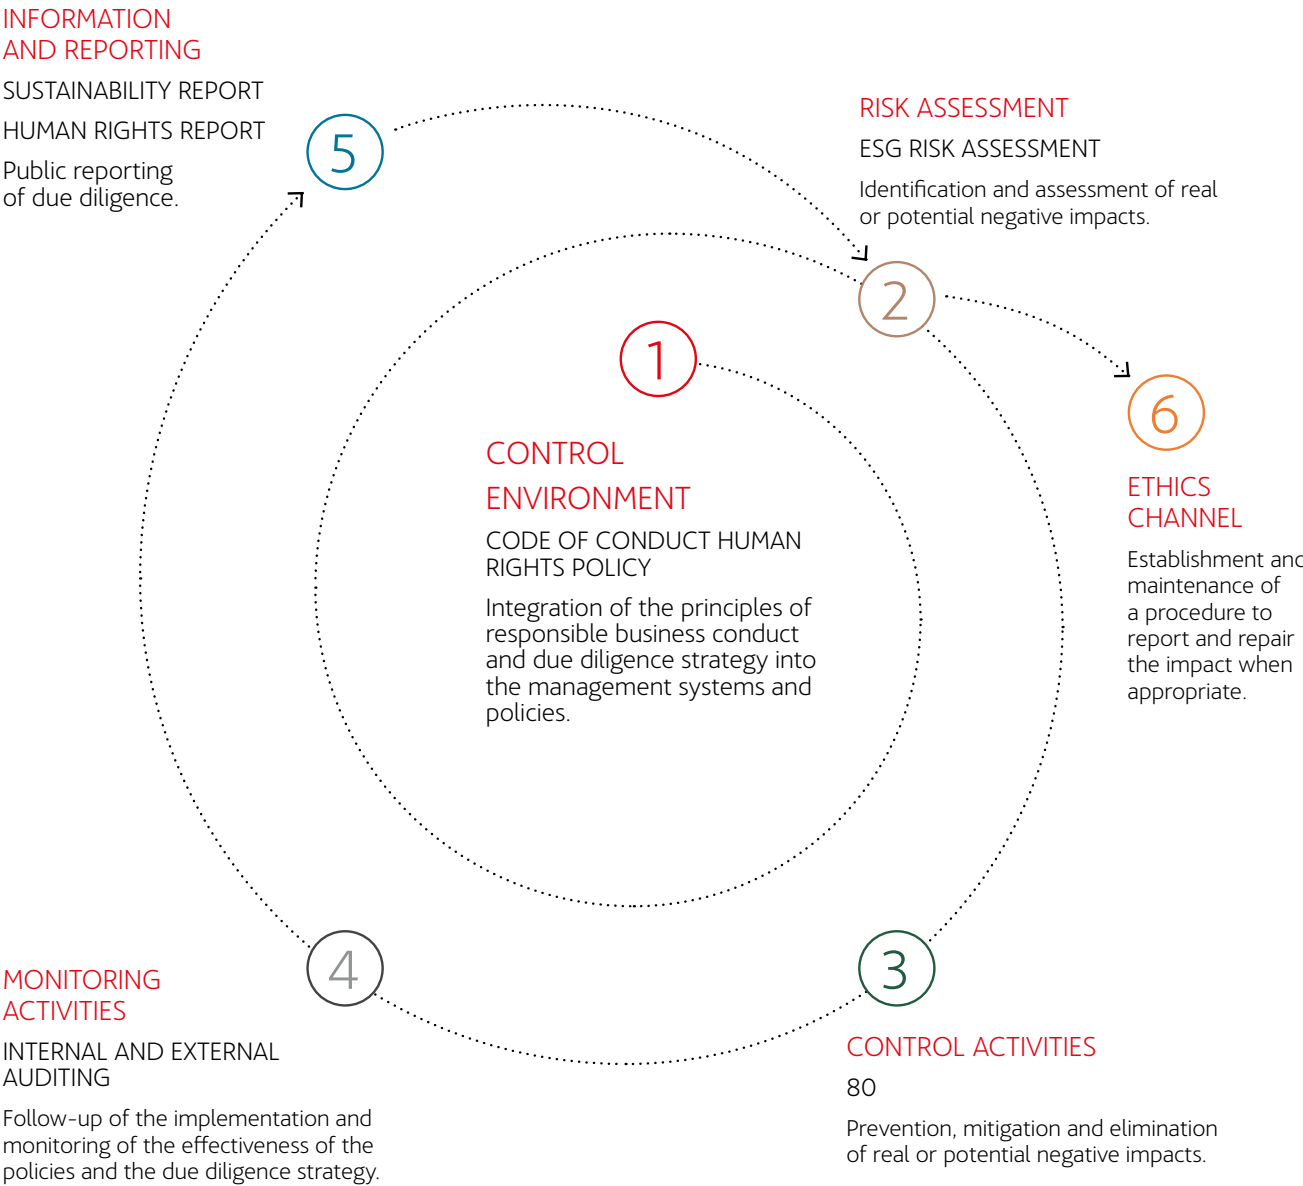 INFORMATION
AND REPORTING
SUSTAINABILITY REPORT
HUMAN RIGHTS REPORT
Public reporting
of due diligence.
5
RISK ASSESSMENT
ESG RISK ASSESSMENT
Identification and assessment of real
or potential negative impacts.
2
1
CONTROL
ENVIRONMENT
CODE OF CONDUCT HUMAN
RIGHTS POLICY
Integration of the principles of
responsible business conduct
and due diligence strategy into
the management systems and
policies.
6
ETHICS
CHANNEL
Establishment and
maintenance of
a procedure to
report and repair
the impact when
appropriate.
4
MONITORING
ACTIVITIES
INTERNAL AND EXTERNAL
AUDITING
Follow-up of the implementation and
monitoring of the effectiveness of the
policies and the due diligence strategy.
3
CONTROL ACTIVITIES
80
Prevention, mitigation and elimination
of real or potential negative impacts.